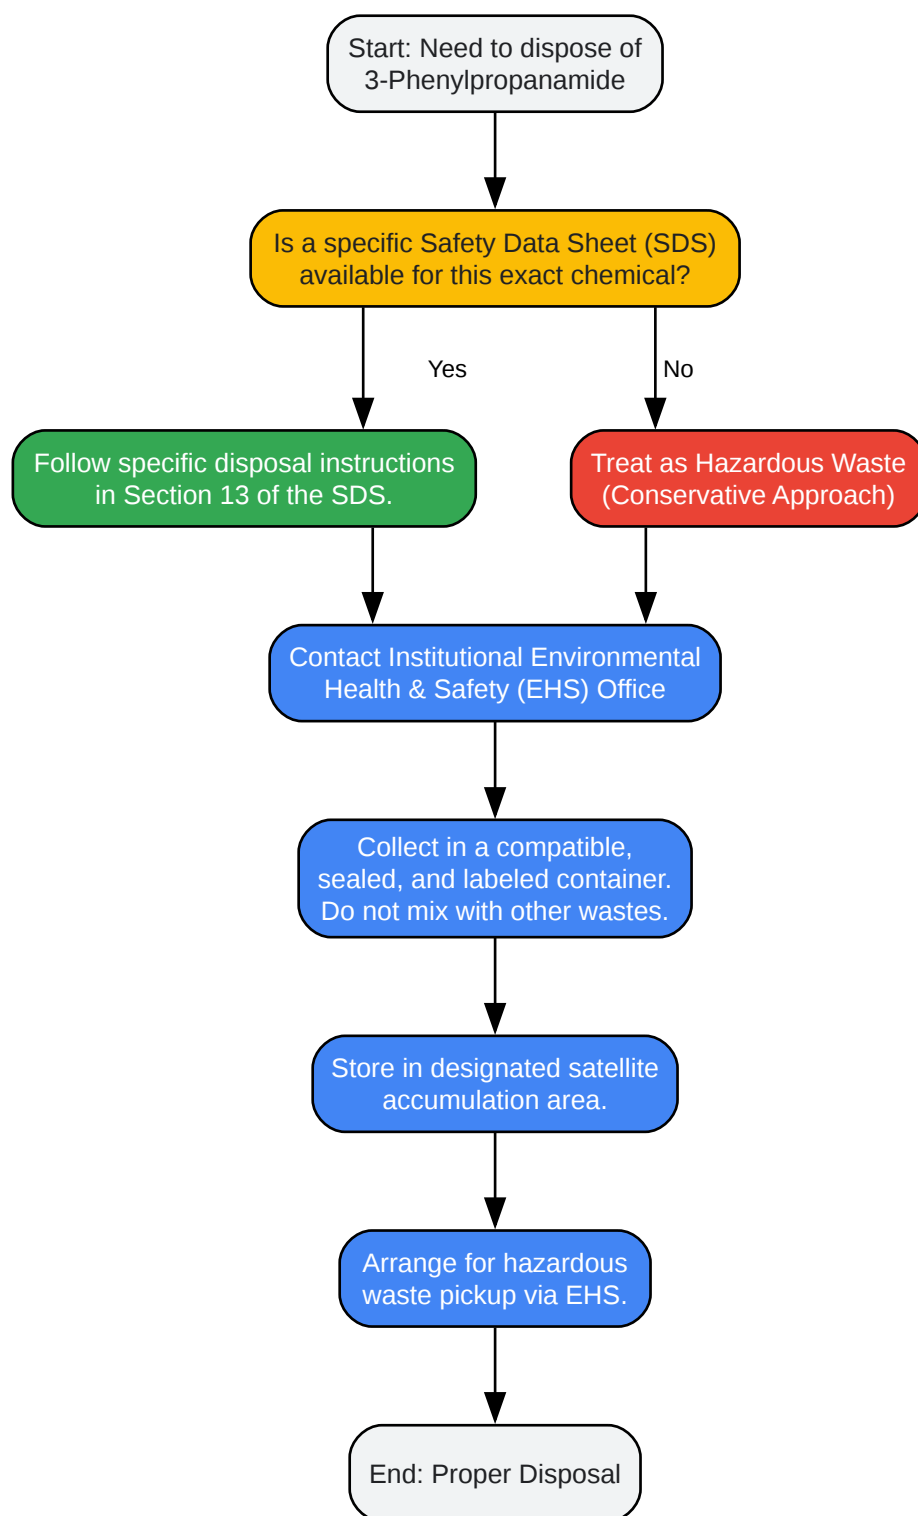 Start: Need to dispose of
3-Phenylpropanamide
Is a specific Safety Data Sheet (SDS)
available for this exact chemical?
Yes
No
Follow specific disposal instructions
in Section 13 of the SDS.
Treat as Hazardous Waste
(Conservative Approach)
Contact Institutional Environmental
Health & Safety (EHS) Office
Collect in a compatible,
sealed, and labeled container.
Do not mix with other wastes.
Store in designated satellite
accumulation area.
Arrange for hazardous
waste pickup via EHS.
End: Proper Disposal